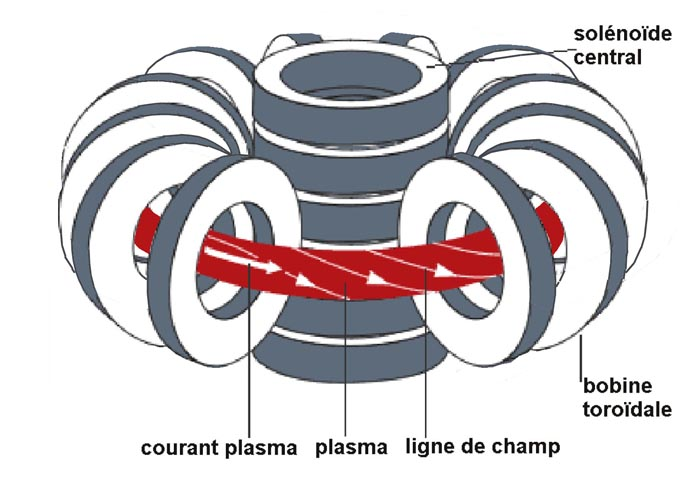 solénoïde
central
bobine
toroïdale
courant plasma
plasma
ligne de champ